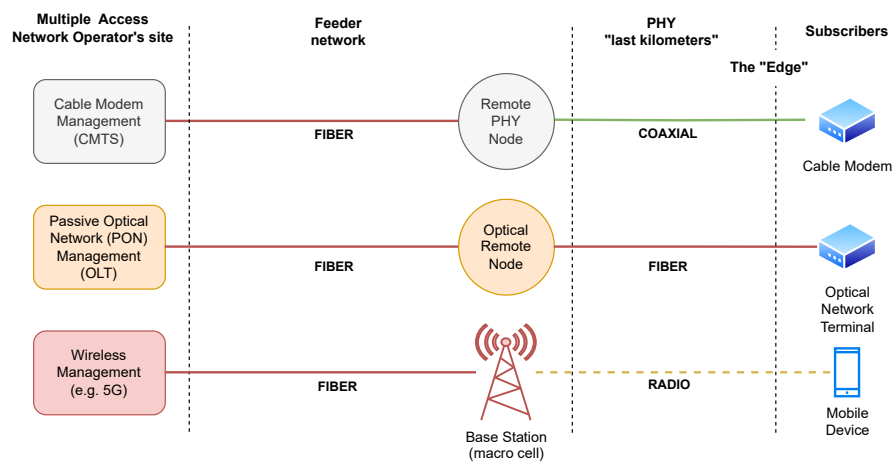 Multiple Access
Network Operator's site
Feeder
network
PHY
"last kilometers"
Subscribers
The "Edge"
Cable Modem
Management
(CMTS)
FIBER
Remote
PHY
Node
COAXIAL
Cable Modem
Passive Optical
Network (PON)
Management
(OLT)
FIBER
Optical
Remote
Node
FIBER
Optical
Network
Terminal
Wireless
Management
(e.g. 5G)
FIBER
Base Station
(macro cell)
RADIO
Mobile
Device